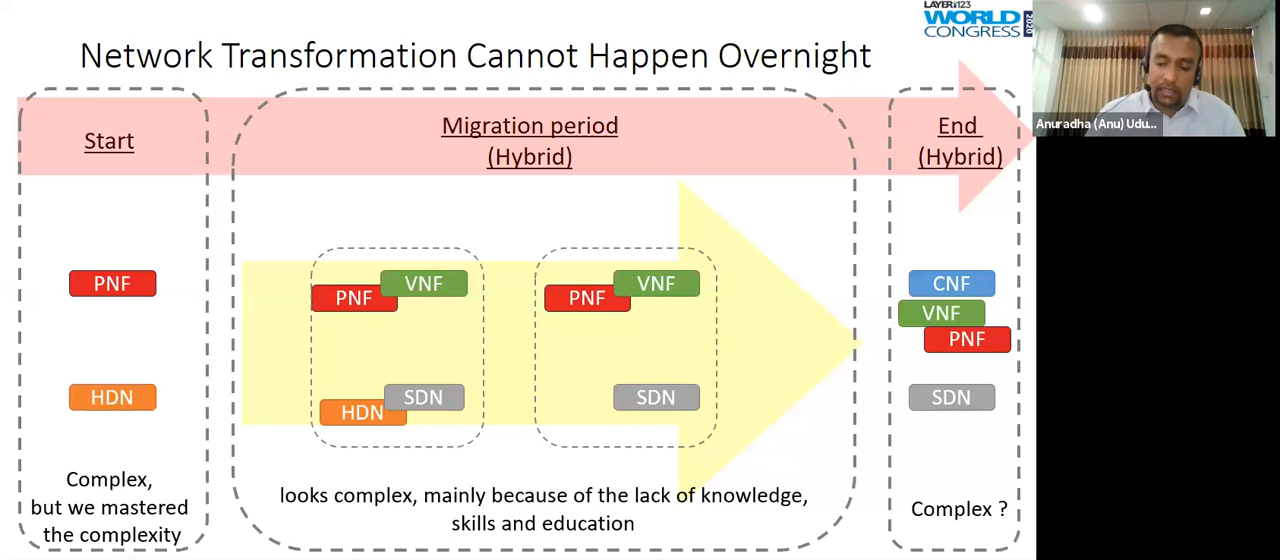 LAYER123
WORLD
CONGRESS 2020
Network Transformation Cannot Happen Overnight
Anuradha (Anu) Udu...
Start
Migration period
(Hybrid)
End
(Hybrid)
PNF
HDN
Complex,
but we mastered
the complexity
VNF
PNF
SDN
HDN
VNF
PNF
SDN
looks complex, mainly because of the lack of knowledge,
skills and education
CNF
VNF
PNF
SDN
Complex ?